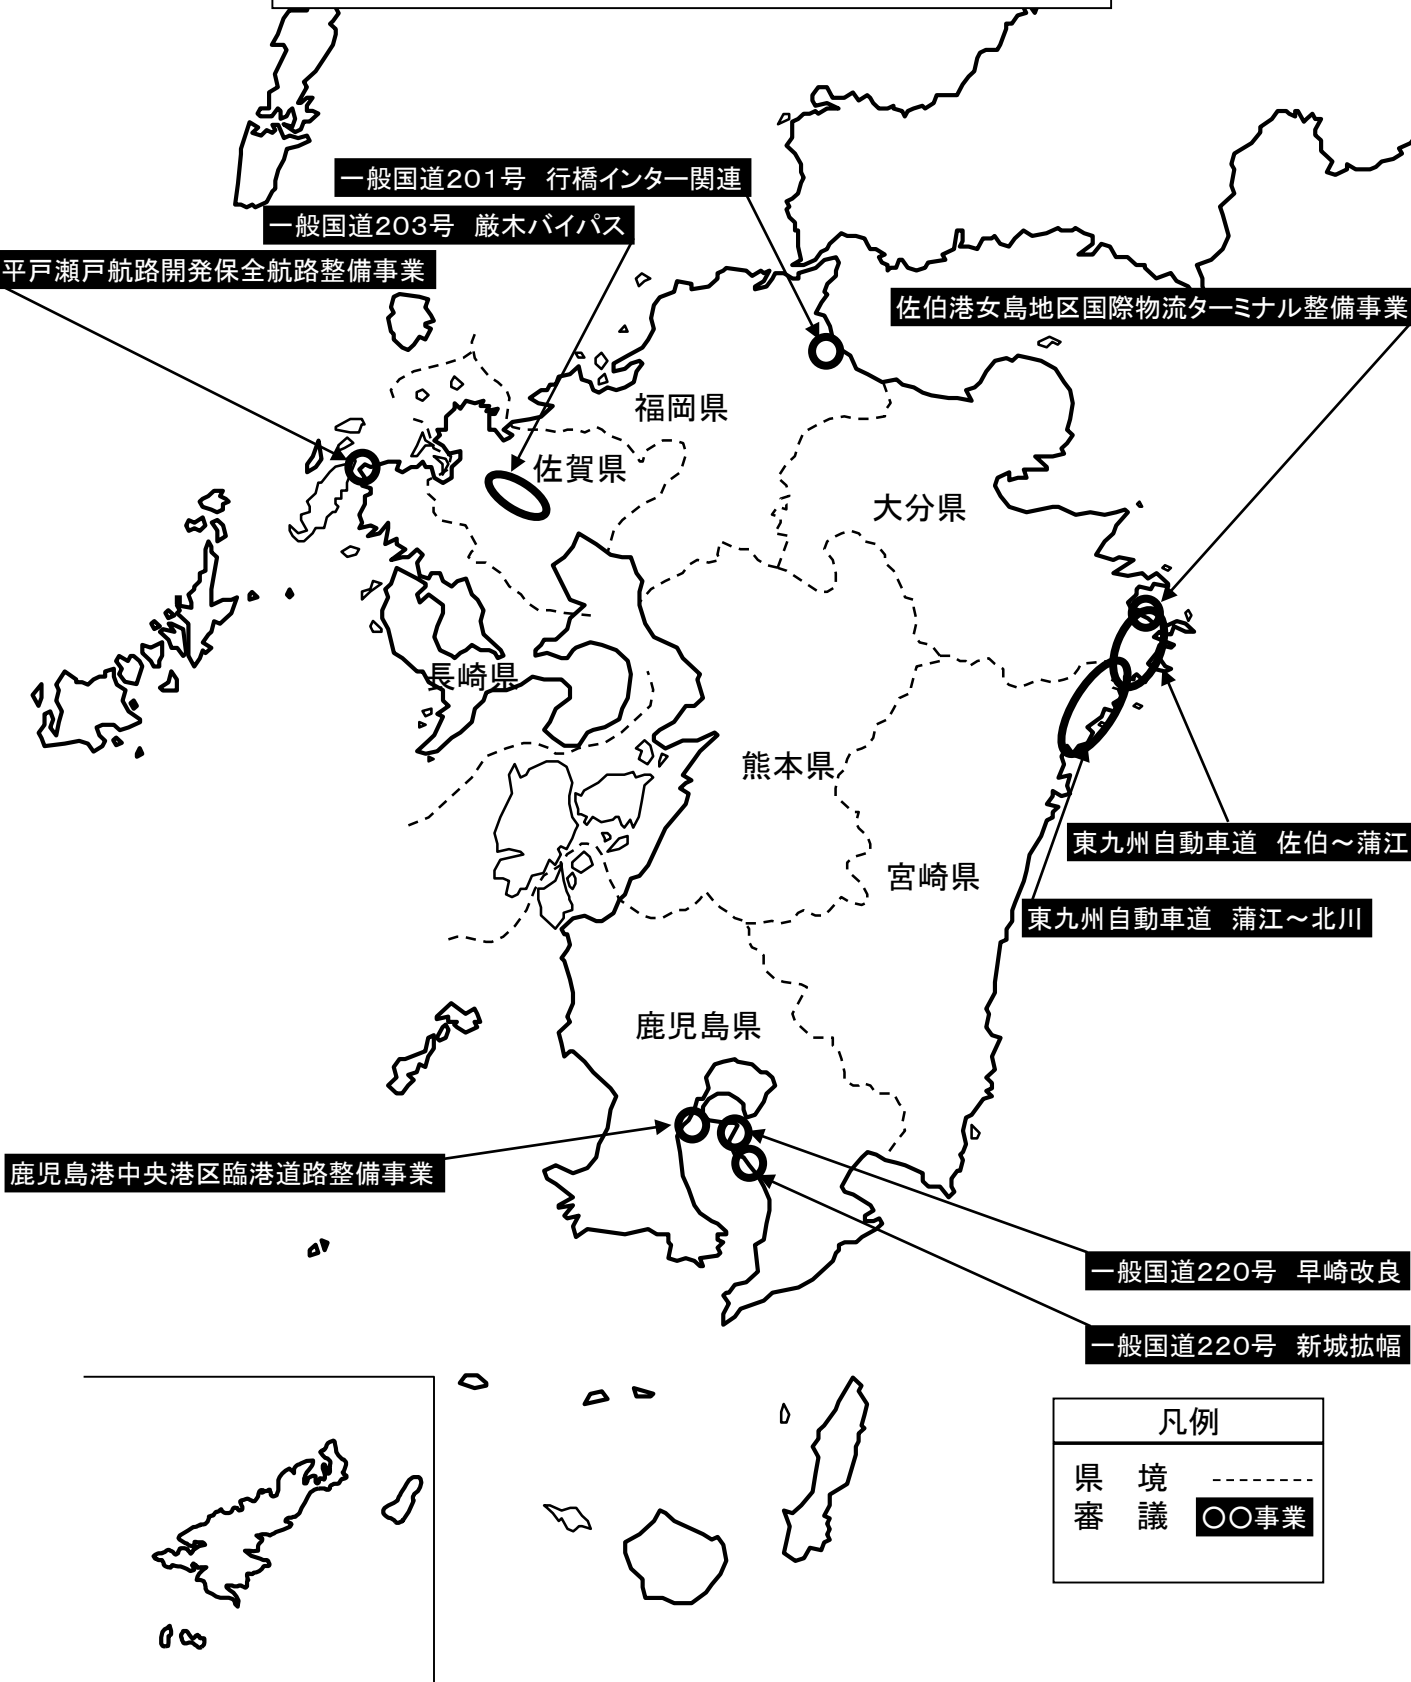 一般国道201号　行橋インター関連
一般国道203号　厳木バイパス
平戸瀬戸航路開発保全航路整備事業
佐伯港女島地区国際物流ターミナル整備事業
福岡県
佐賀県
大分県
長崎県
熊本県
東九州自動車道　佐伯～蒲江
宮崎県
東九州自動車道　蒲江～北川
鹿児島県
鹿児島港中央港区臨港道路整備事業
一般国道220号　早崎改良
一般国道220号　新城拡幅
凡例
県　境
審　議　○○事業